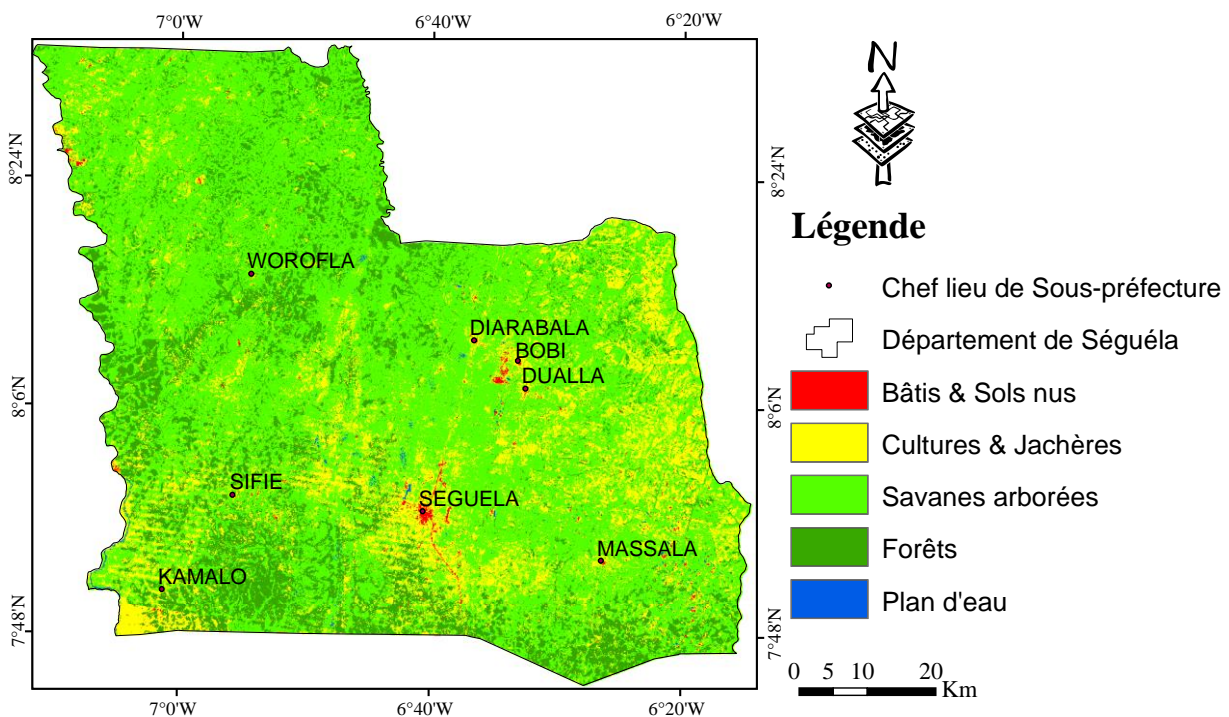 7°0'W
6°40'W
6°20'W
N
8°24'N
8°24'N
Légende
WOROFLA
Chef lieu de Sous-préfecture
DIARABALA
Département de Séguéla
BOBI
DUALLA
Bâtis & Sols nus
8°6'N
8°6'N
Cultures & Jachères
SIFIE
SEGUELA
Savanes arborées
MASSALA
Forêts
KAMALO
Plan d'eau
7°48'N
7°48'N
0 5 10 20
Km
7°0'W
6°40'W
6°20'W